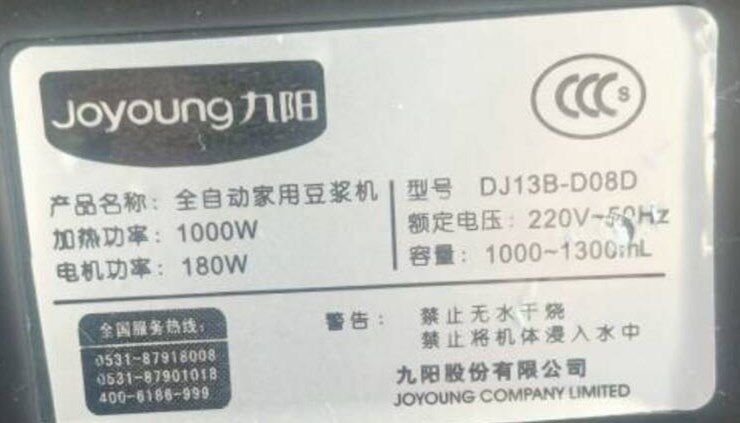 Joyoung九阳
CCC S
产品名称：全自动家用豆浆机
加热功率：1000W
电机功率：180W
型号 DJ13B-D08D
额定电压：220V~50Hz
容量：1000~1300mL
全国服务热线：
0531-87918008
0531-87901018
400-6186-999
警告： 禁止无水干烧
禁止将机体浸入水中
九阳股份有限公司
JOYOUNG COMPANY LIMITED